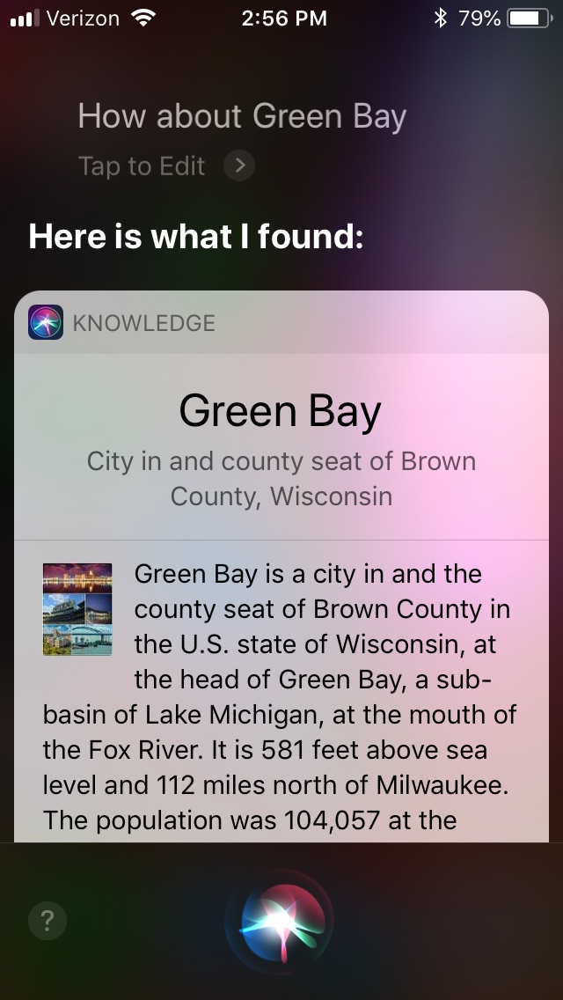 Verizon 2:56 PM 79%
How about Green Bay
Tap to Edit
Here is what I found:
KNOWLEDGE
Green Bay
City in and county seat of Brown
County, Wisconsin
Green Bay is a city in and the
county seat of Brown County in
the U.S. state of Wisconsin, at
the head of Green Bay, a sub-
basin of Lake Michigan, at the mouth of
the Fox River. It is 581 feet above sea
level and 112 miles north of Milwaukee.
The population was 104,057 at the
?